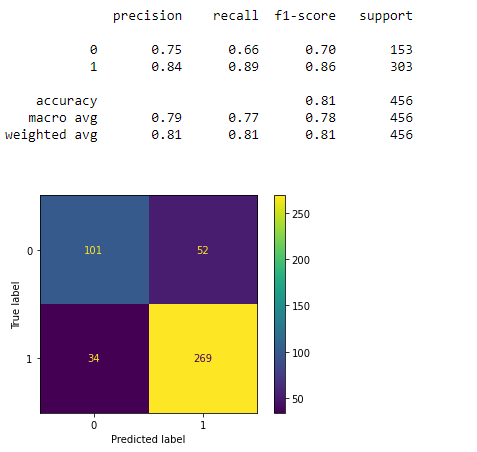 precision recall f1-score support
0 0.75 0.66 0.70 153
1 0.84 0.89 0.86 303
accuracy 0.81 456
macro avg 0.79 0.77 0.78 456
weighted avg 0.81 0.81 0.81 456
0 101 52
1 34 269
True label
0 1
Predicted label
250
200
150
100
50